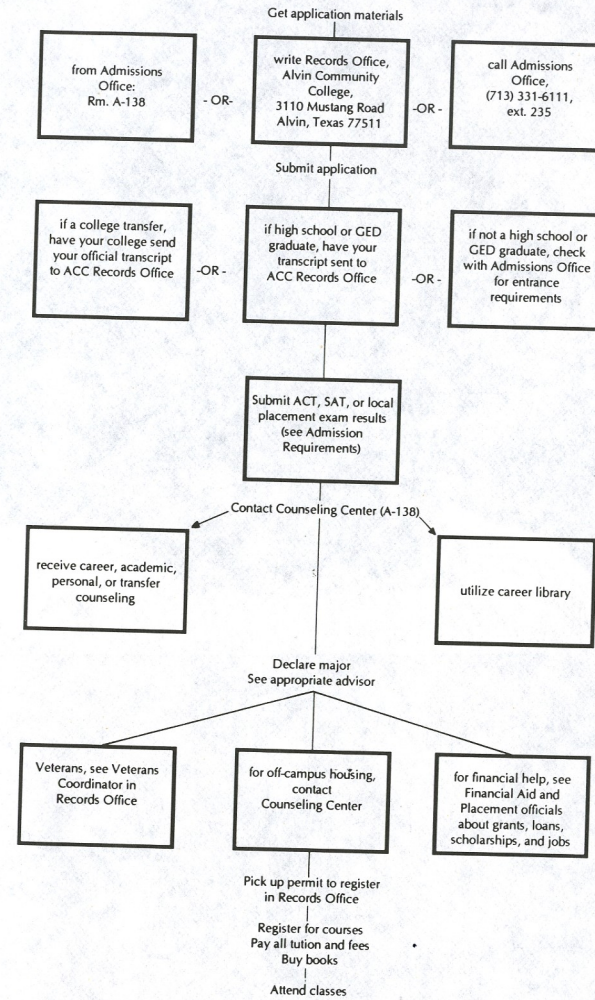 Get application materials
from Admissions
Office:
Rm. A-138
- OR-
write Records Office,
Alvin Community
College,
3110 Mustang Road
Alvin, Texas 77511
-OR -
call Admissions
Office,
(713) 331-6111,
ext. 235
Submit application
if a college transfer,
have your college send
your official transcript
to ACC Records Office
-OR -
if high school or GED
graduate, have your
transcript sent to
ACC Records Office
-OR -
if not a high school or
GED graduate, check
with Admissions Office
for entrance
requirements
Submit ACT, SAT, or local
placement exam results
(see Admission
Requirements)
Contact Counseling Center (A-138)
receive career, academic,
personal, or transfer
counseling
utilize career library
Declare major
See appropriate advisor
Veterans, see Veterans
Coordinator in
Records Office
for off-campus housing,
contact
Counseling Center
for financial help, see
Financial Aid and
Placement officials
about grants, loans,
scholarships, and jobs
Pick up permit to register
in Records Office
Register for courses
Pay all tution and fees
Buy books
Attend classes